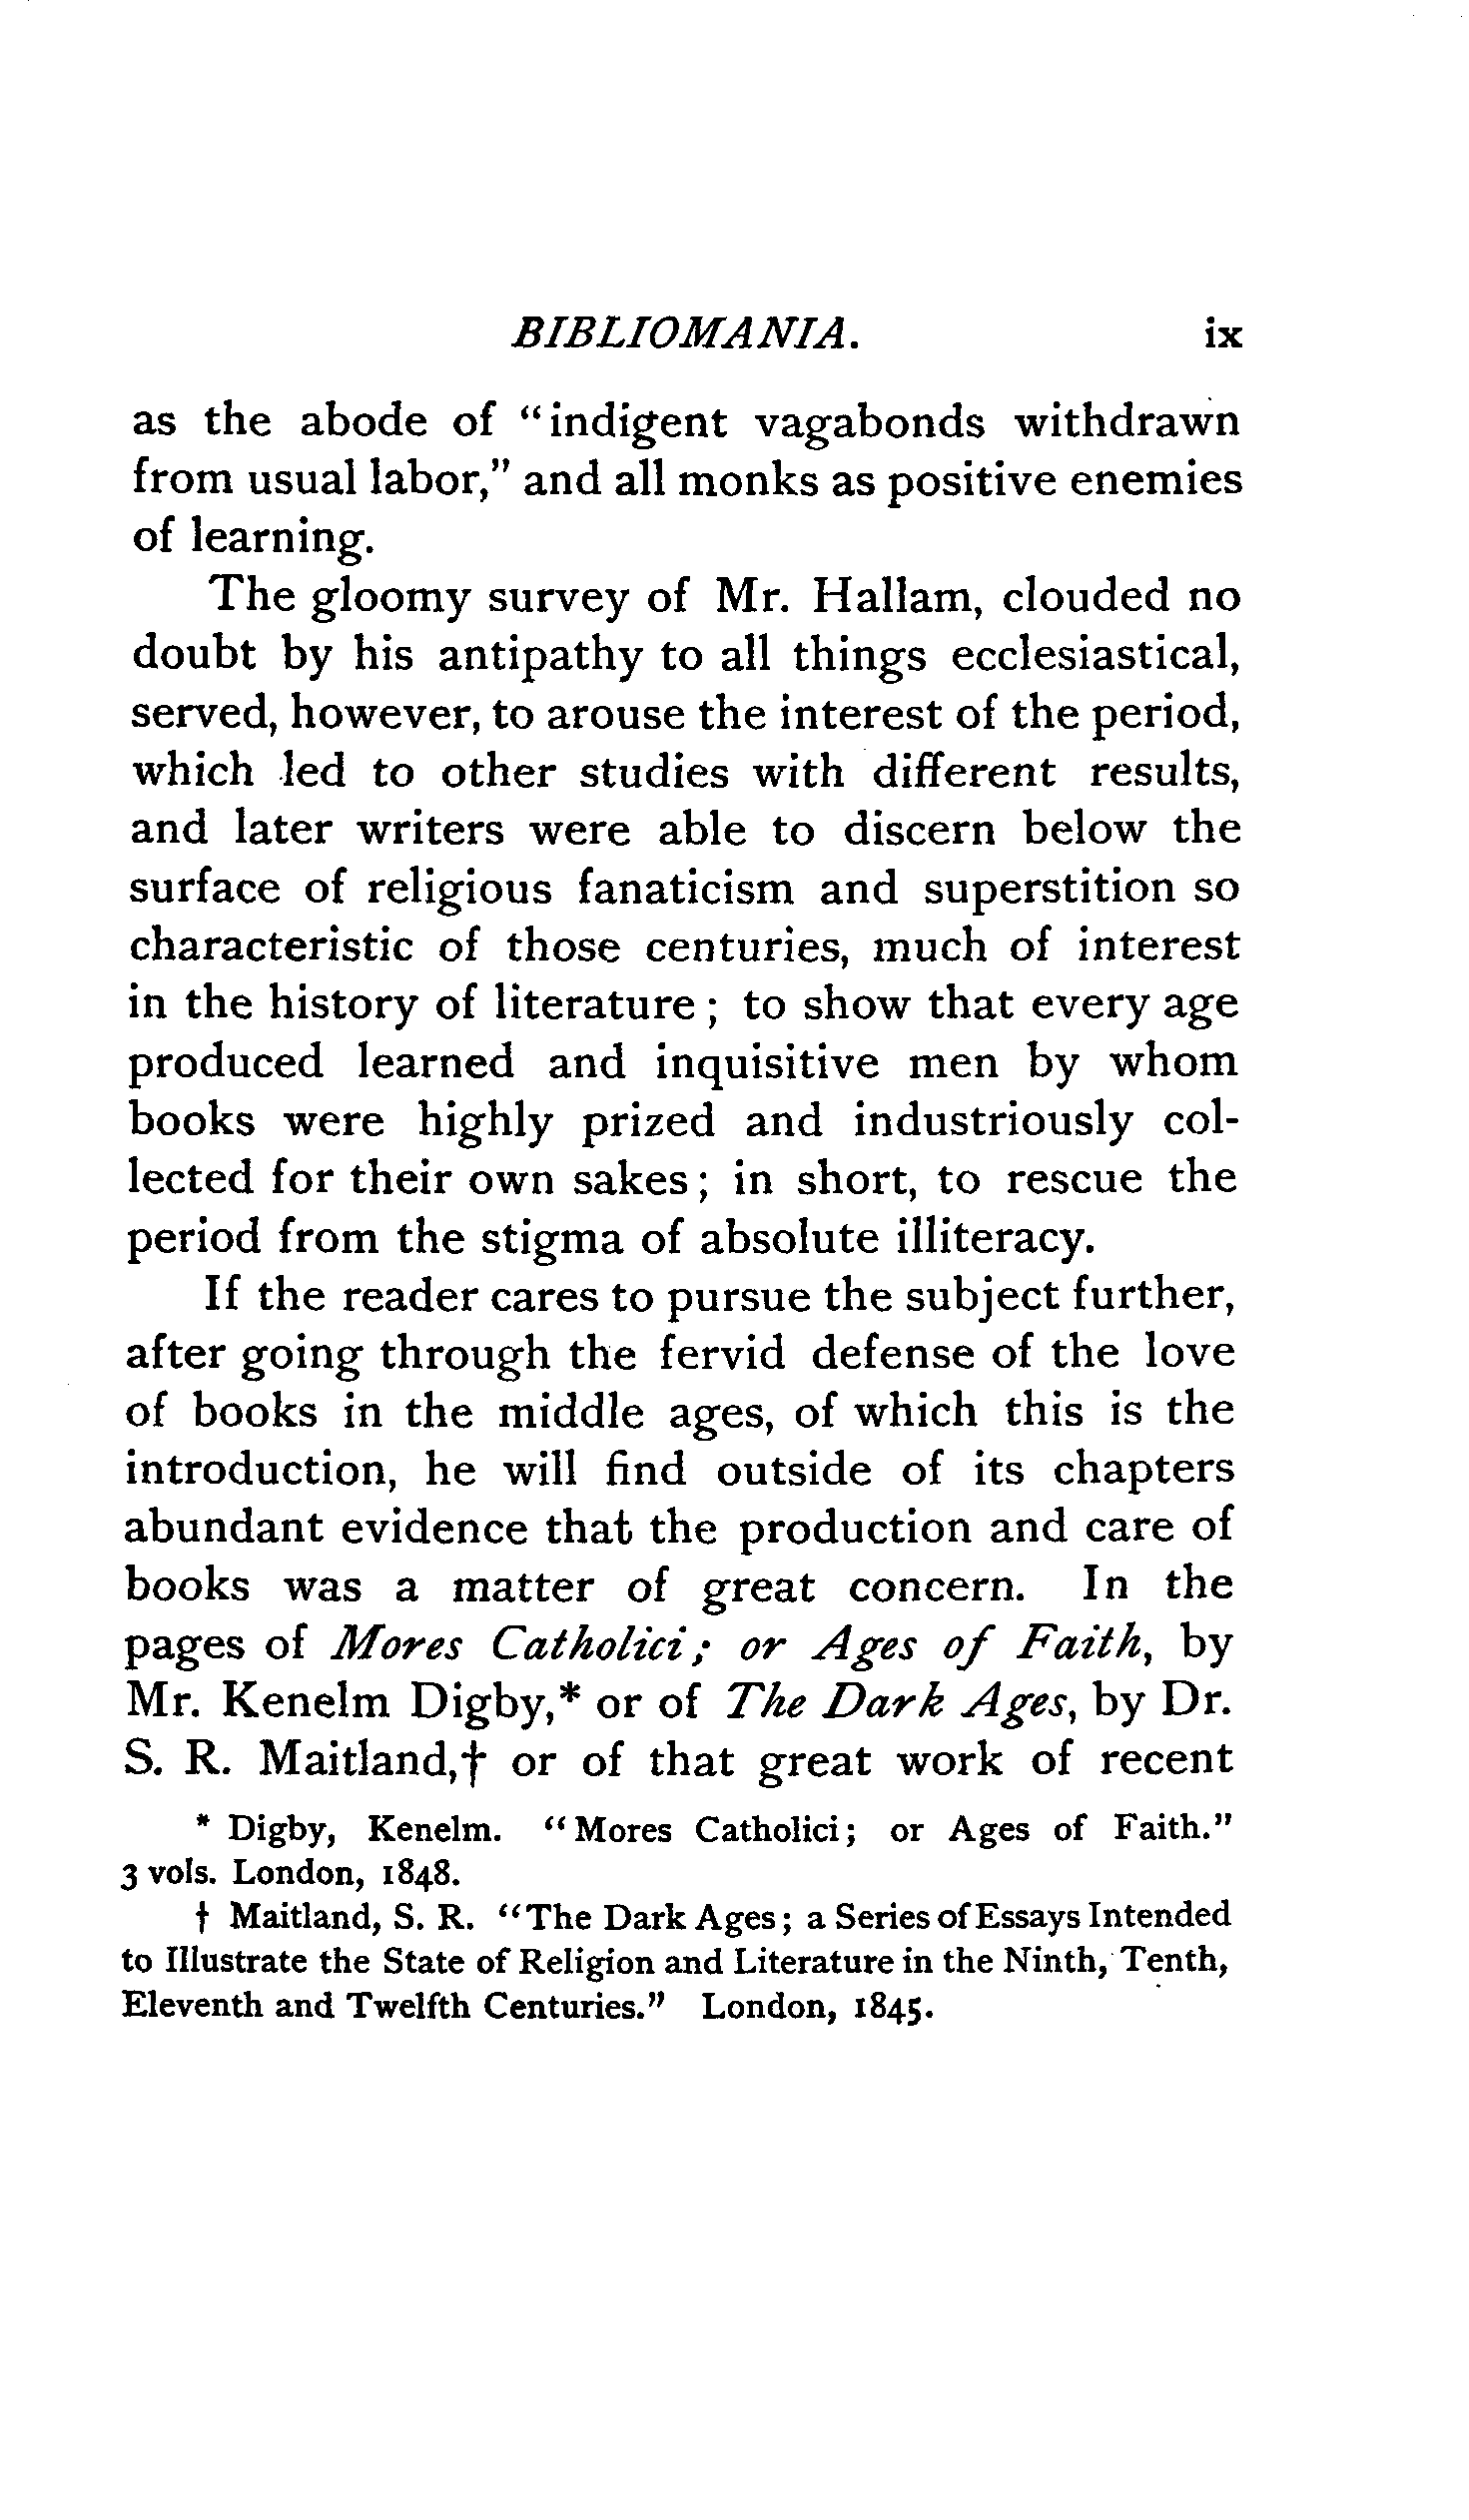 BIBLIOMANIA. ix
as the abode of "indigent vagabonds withdrawn
from usual labor," and all monks as positive enemies
of learning.
The gloomy survey of Mr. Hallam, clouded no
doubt by his antipathy to all things ecclesiastical,
served, however, to arouse the interest of the period,
which led to other studies with different results,
and later writers were able to discern below the
surface of religious fanaticism and superstition so
characteristic of those centuries, much of interest
in the history of literature; to show that every age
produced learned and inquisitive men by whom
books were highly prized and industriously col-
lected for their own sakes; in short, to rescue the
period from the stigma of absolute illiteracy.
If the reader cares to pursue the subject further,
after going through the fervid defense of the love
of books in the middle ages, of which this is the
introduction, he will find outside of its chapters
abundant evidence that the production and care of
books was a matter of great concern. In the
pages of Mores Catholici; or Ages of Faith, by
Mr. Kenelm Digby,* or of The Dark Ages, by Dr.
S. R. Maitland,† or of that great work of recent
* Digby, Kenelm. "Mores Catholici; or Ages of Faith."
3 vols. London, 1848.
† Maitland, S. R. "The Dark Ages; a Series of Essays Intended
to Illustrate the State of Religion and Literature in the Ninth, Tenth,
Eleventh and Twelfth Centuries." London, 1845.